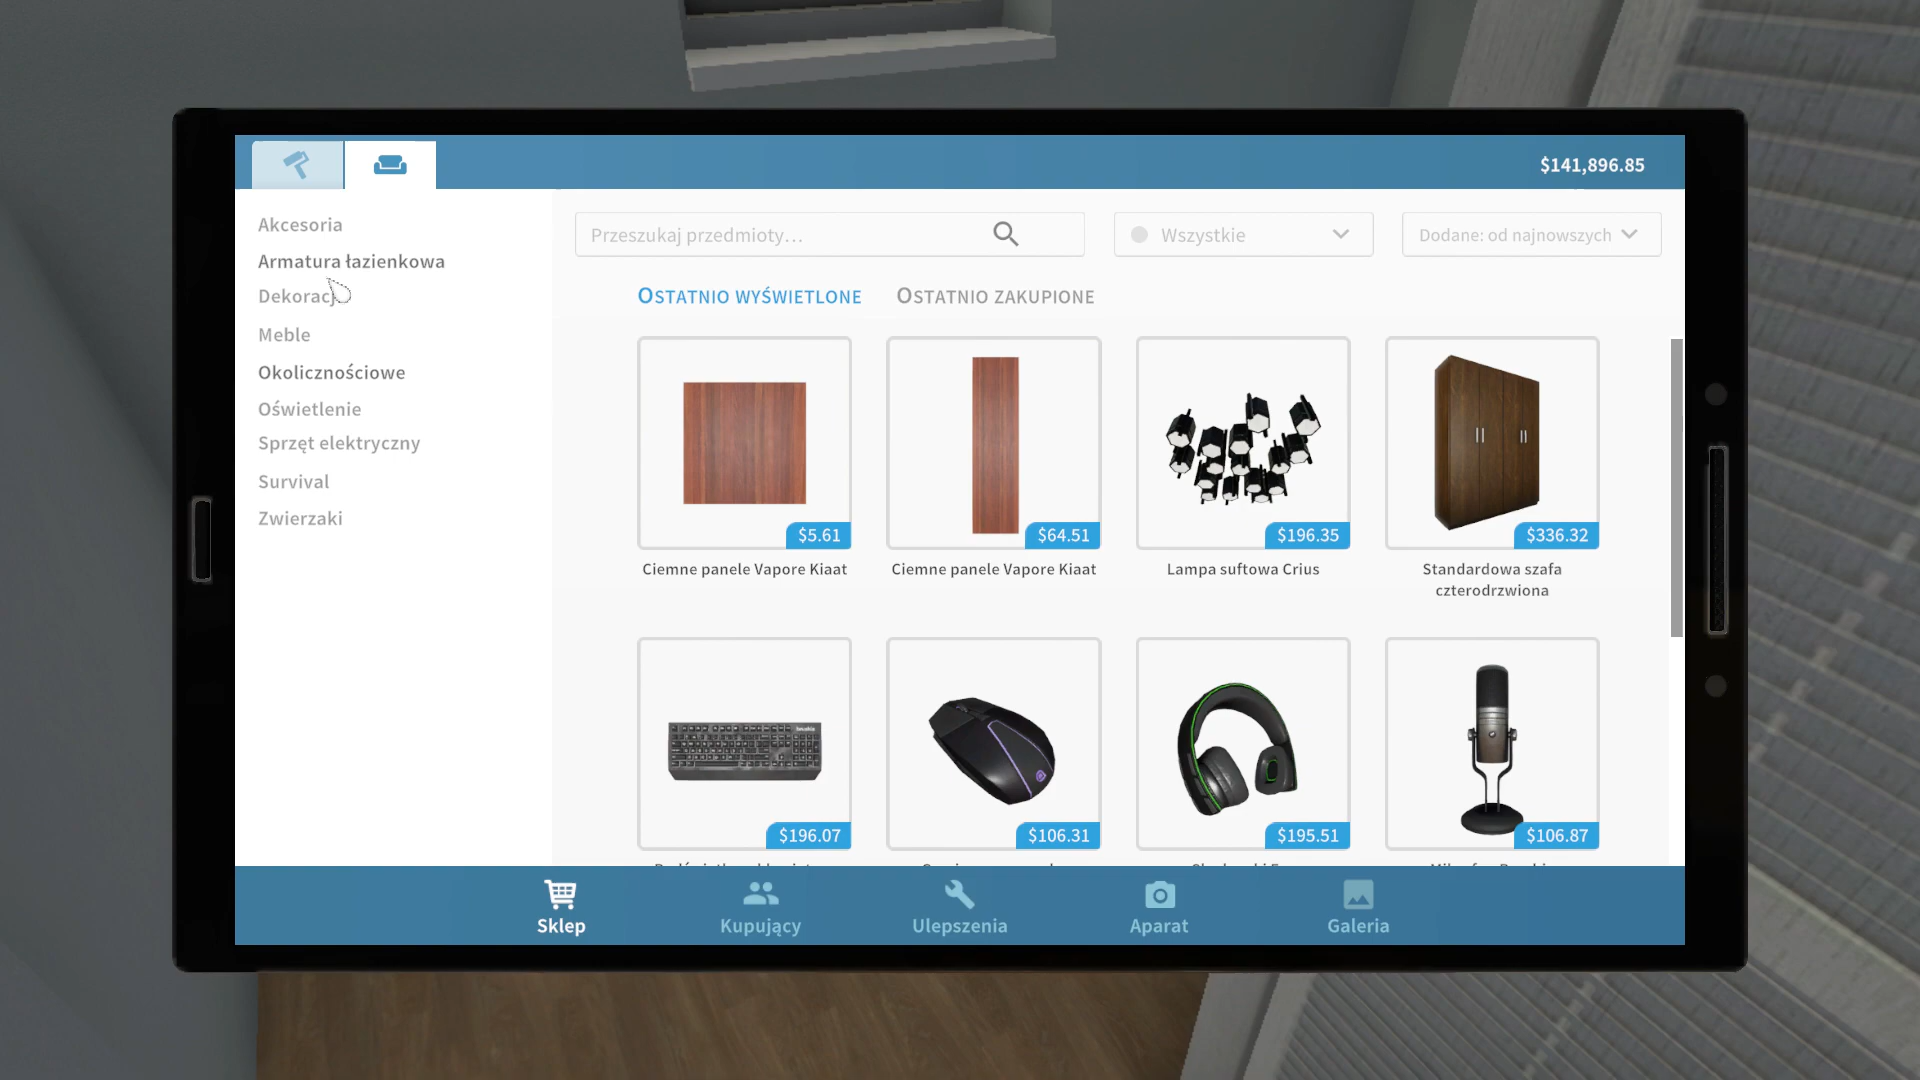 $141,896.85
Akcesoria
Armatura łazienkowa
Dekoracje
Meble
Okolicznościowe
Oświetlenie
Sprzęt elektryczny
Survival
Zwierzaki
Przeszukaj przedmioty...
Wszystkie
Dodane: od najnowszych
OSTATNIO WYŚWIETLONE
OSTATNIO ZAKUPIONE
$5.61
$64.51
$196.35
$336.32
Ciemne panele Vapore Kiaat
Ciemne panele Vapore Kiaat
Lampa suftowa Crius
Standardowa szafa
czterodrzwiona
$196.07
$106.31
$195.51
$106.87
Sklep
Kupujący
Ulepszenia
Aparat
Galeria